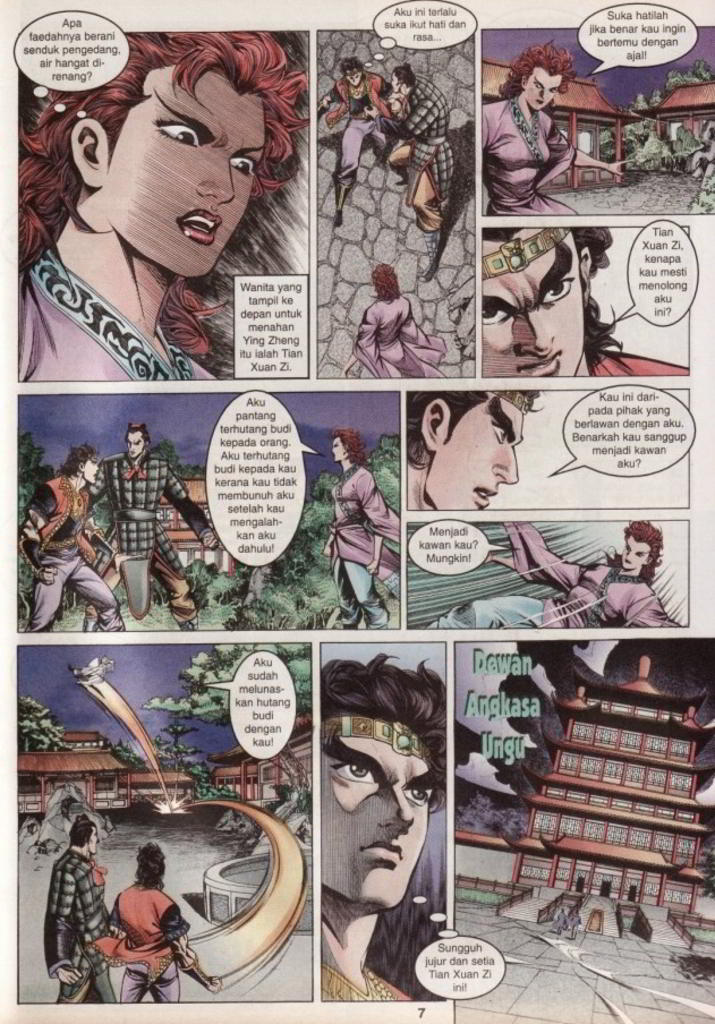 Apa
faedahnya berani
senduk pengedang,
air hangat di-
renang?
Wanita yang
tampil ke
depan untuk
menahan
Ying Zheng
itu ialah Tian
Xuan Zi.
Aku ini terlalu
suka ikut hati dan
rasa...
Suka hatilah
jika benar kau ingin
bertemu dengan
ajal!
Tian
Xuan Zi,
kenapa
kau mesti
menolong
aku
ini?
Aku
pantang
terhutang budi
kepada orang.
Aku terhutang
budi kepada kau
kerana kau tidak
membunuh aku
setelah kau
mengalah-
kan aku
dahulu!
Kau ini dari-
pada pihak yang
berlawan dengan aku.
Benarkah kau sanggup
menjadi kawan
aku?
Menjadi
kawan kau?
Mungkin!
Aku
sudah
melunas-
kan hutang
budi
dengan
kau!
Sungguh
jujur dan setia
Tian Xuan Zi
ini!
Dewan
Angkasa
Ungu
7